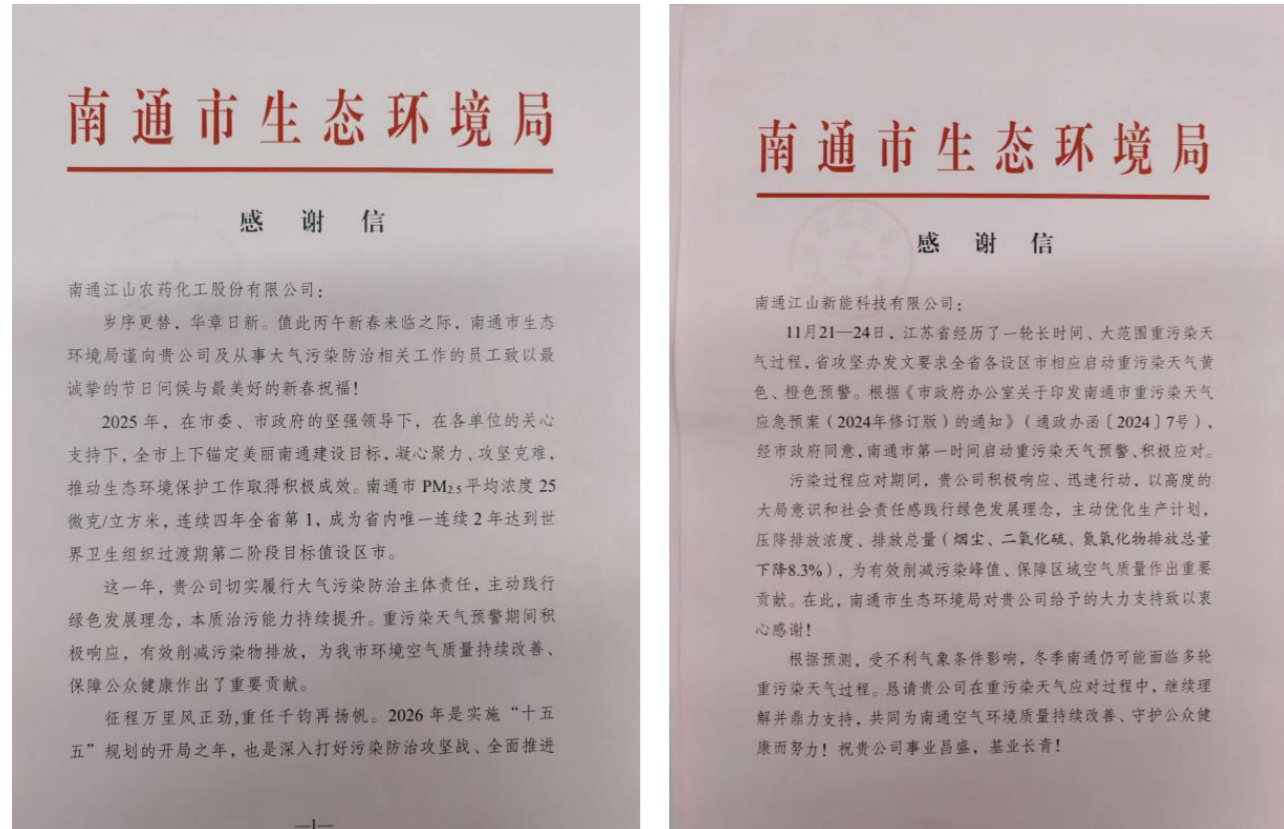 南通市生态环境局
感谢信
南通江山农药化工股份有限公司：
岁序更替，华章日新。值此丙午新春来临之际，南通市生态
环境局谨向贵公司及从事大气污染防治相关工作的员工致以最
诚挚的节日问候与最美好的新春祝福！
2025 年，在市委、市政府的坚强领导下，在各单位的关心
支持下，全市上下锚定美丽南通建设目标，凝心聚力、攻坚克难，
推动生态环境保护工作取得积极成效。南通市 PM2.5 平均浓度 25
微克/立方米，连续四年全省第 1，成为省内唯一连续 2 年达到世
界卫生组织过渡期第二阶段目标值设区市。
这一年，贵公司切实履行大气污染防治主体责任，主动践行
绿色发展理念，本质治污能力持续提升。重污染天气预警期间积
极响应，有效削减污染物排放，为我市环境空气质量持续改善、
保障公众健康作出了重要贡献。
征程万里风正劲,重任千钧再扬帆。2026 年是实施“十五
五”规划的开局之年，也是深入打好污染防治攻坚战、全面推进
—1—
南通市生态环境局
感谢信
南通江山新能科技有限公司：
11月21—24日，江苏省经历了一轮长时间、大范围重污染天
气过程，省攻坚办发文要求全省各设区市相应启动重污染天气黄
色、橙色预警。根据《市政府办公室关于印发南通市重污染天气
应急预案（2024年修订版）的通知》（通政办函〔2024〕7号），
经市政府同意，南通市第一时间启动重污染天气预警、积极应对。
污染过程应对期间，贵公司积极响应、迅速行动，以高度的
大局意识和社会责任感践行绿色发展理念，主动优化生产计划，
压降排放浓度、排放总量（烟尘、二氧化硫、氮氧化物排放总量
下降8.3%），为有效削减污染峰值、保障区域空气质量作出重要
贡献。在此，南通市生态环境局对贵公司给予的大力支持致以衷
心感谢！
根据预测，受不利气象条件影响，冬季南通仍可能面临多轮
重污染天气过程。恳请贵公司在重污染天气应对过程中，继续理
解并鼎力支持，共同为南通空气环境质量持续改善、守护公众健
康而努力！祝贵公司事业昌盛，基业长青！